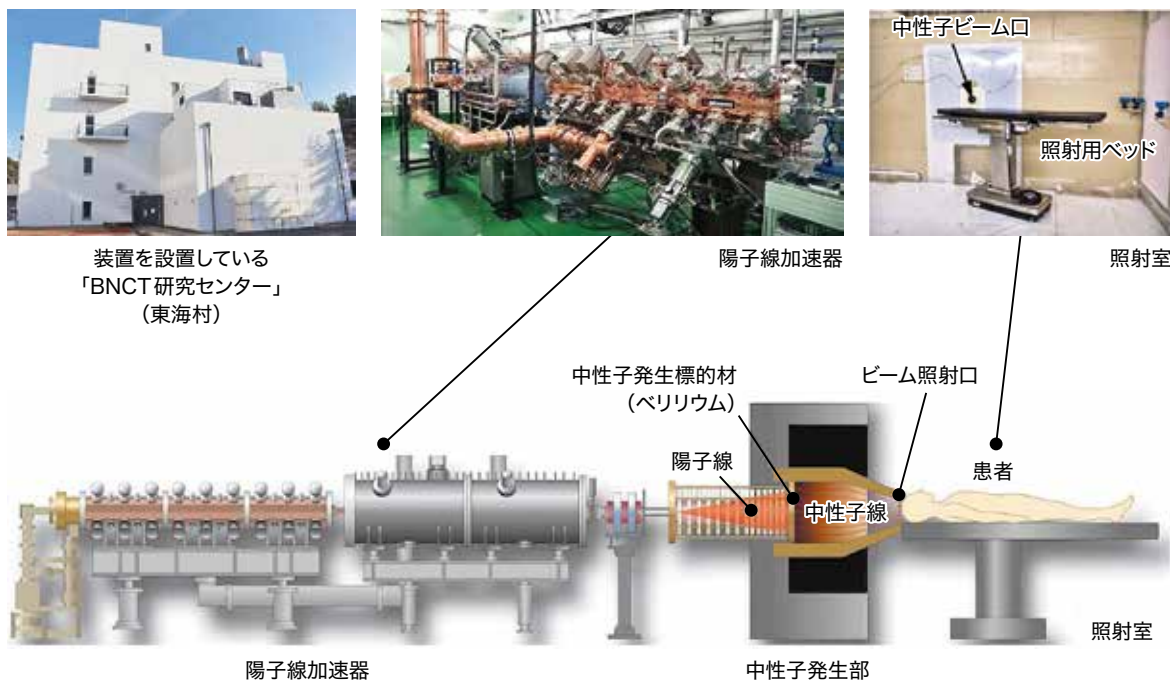 中性子ビーム口
照射用ベッド
装置を設置している
「BNCT研究センター」
（東海村）
陽子線加速器
照射室
中性子発生標的材
（ベリリウム）
ビーム照射口
陽子線
患者
中性子線
照射室
陽子線加速器
中性子発生部